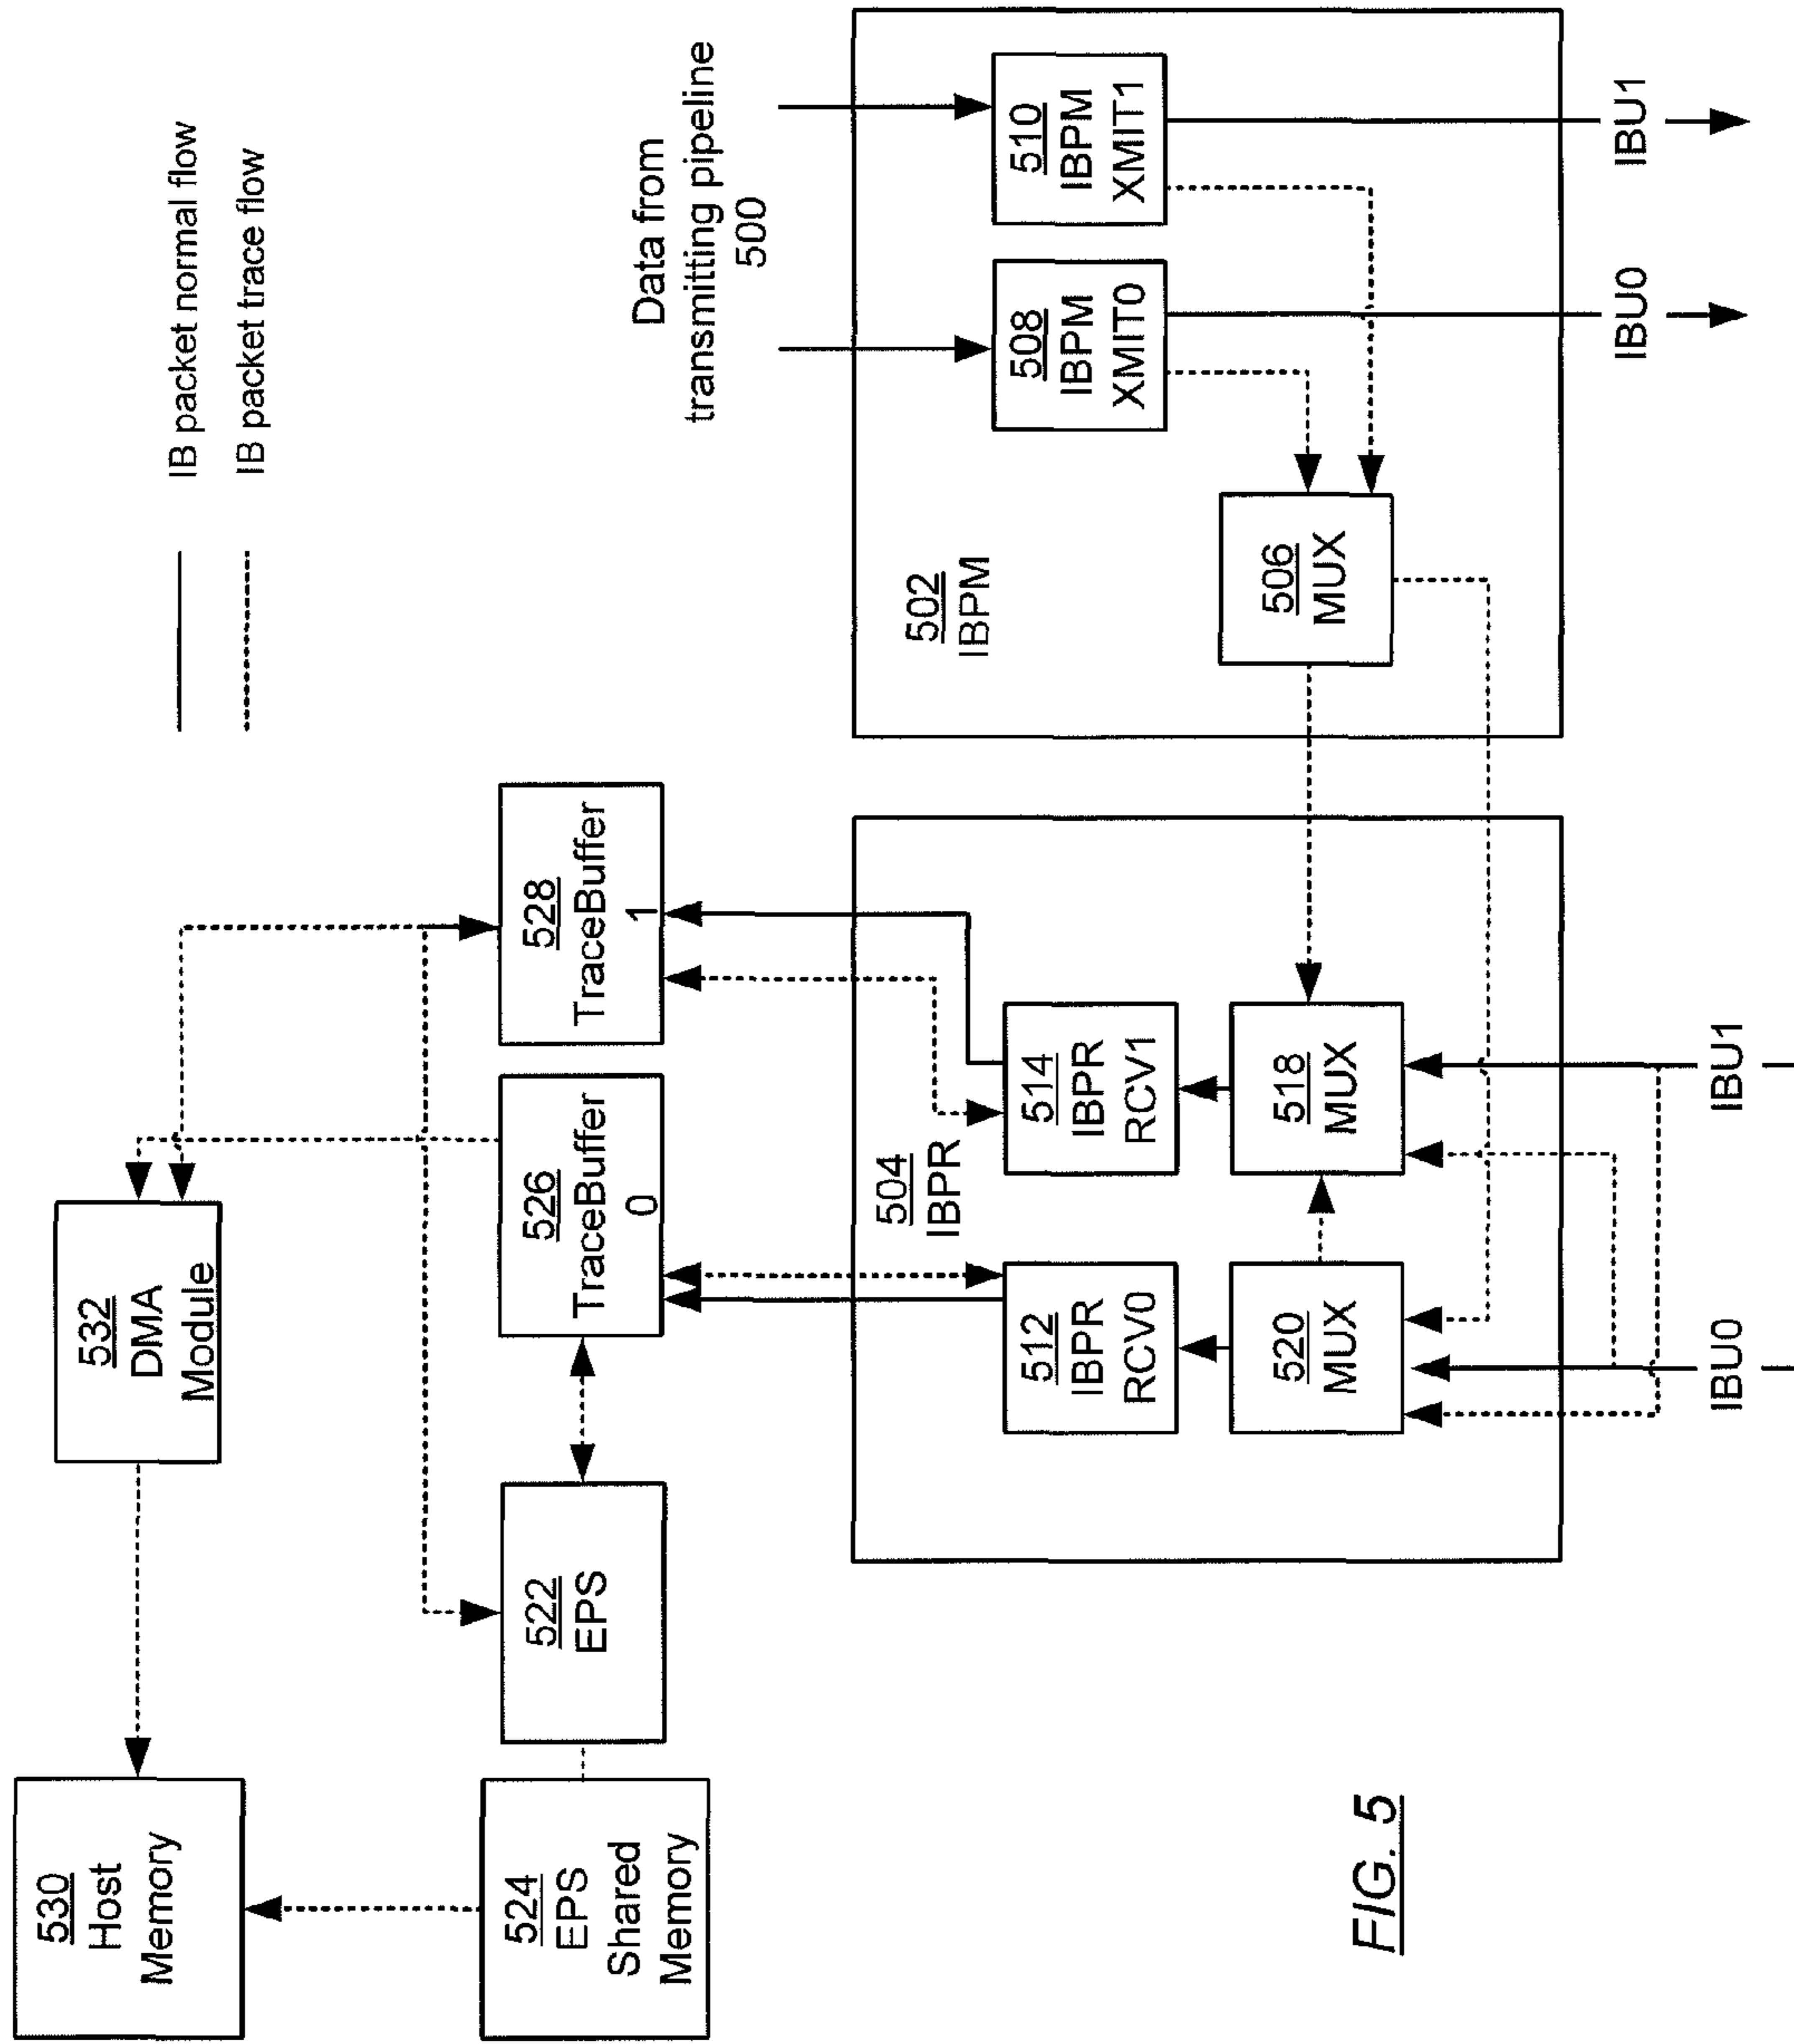 530
Host
Memory
532
DMA
Module
IB packet normal flow
IB packet trace flow
524
EPS
Shared
Memory
522
EPS
526
TraceBuffer
0
528
TraceBuffer
1
Data from
transmitting pipeline
500
504
IBPR
512
IBPR
RCV0
514
IBPR
RCV1
520
MUX
518
MUX
502
IBPM
506
MUX
508
IBPM
XMIT0
510
IBPM
XMIT1
IBU0
IBU1
IBU0
IBU1
FIG. 5